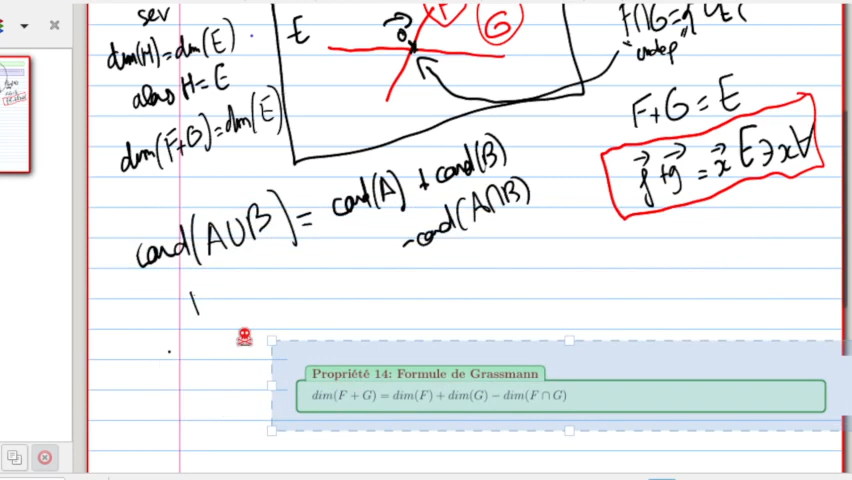 sev
dim(H)=dim(E)
alors H=E
dim(F+G)=dim(E)
E
0
F
G
"indep"
F+G=E
f+g=x E∋x∀
card(A∪B)= card(A)+card(B)
-card(A∩B)
Propriété 14: Formule de Grassmann
dim(F + G) = dim(F) + dim(G) − dim(F ∩ G)